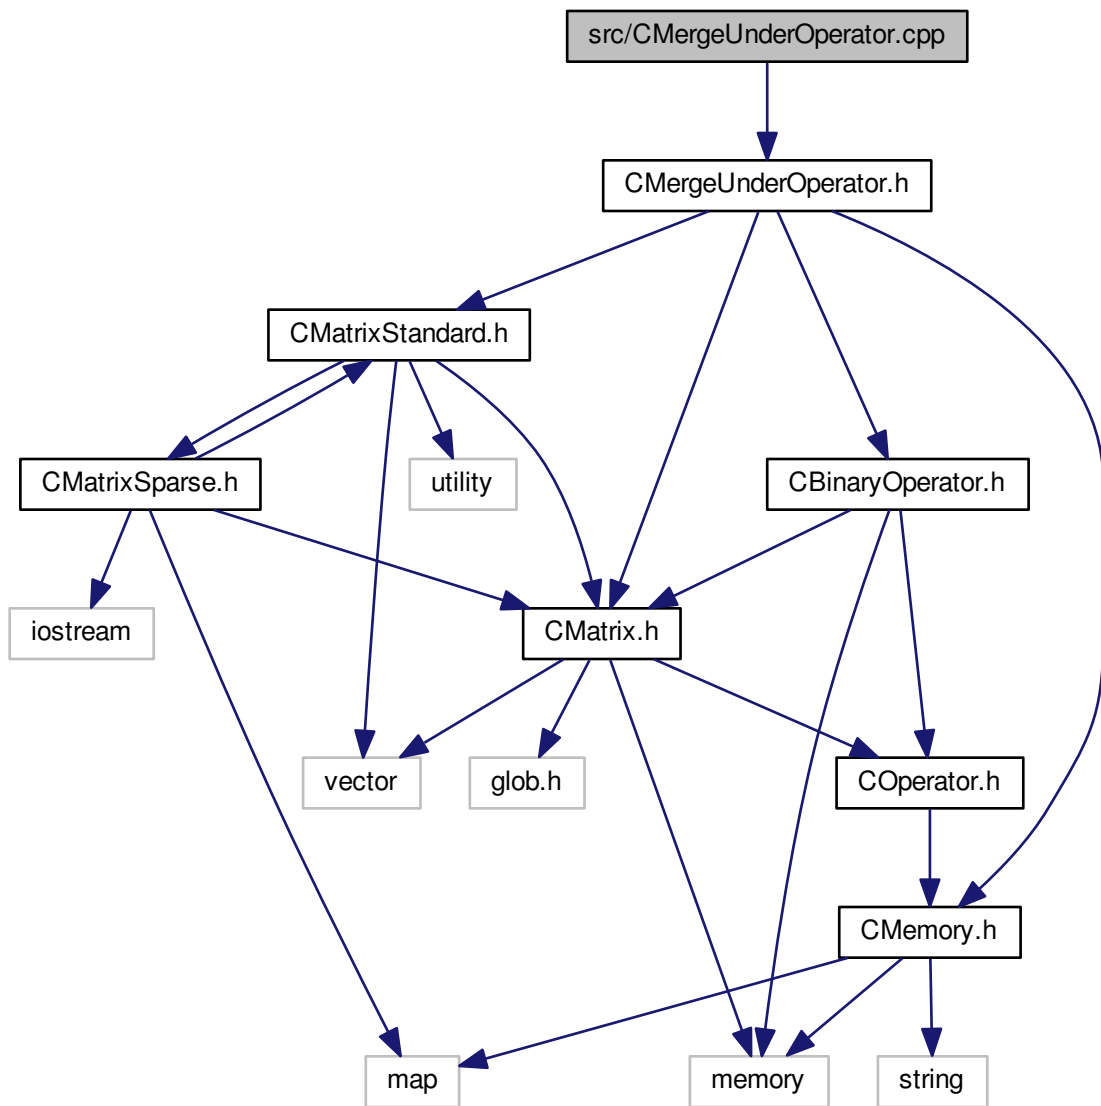 src/CMergeUnderOperator.cpp
CMergeUnderOperator.h
CMatrixStandard.h
CMatrixSparse.h
utility
CBinaryOperator.h
iostream
CMatrix.h
vector
glob.h
COperator.h
CMemory.h
map
memory
string